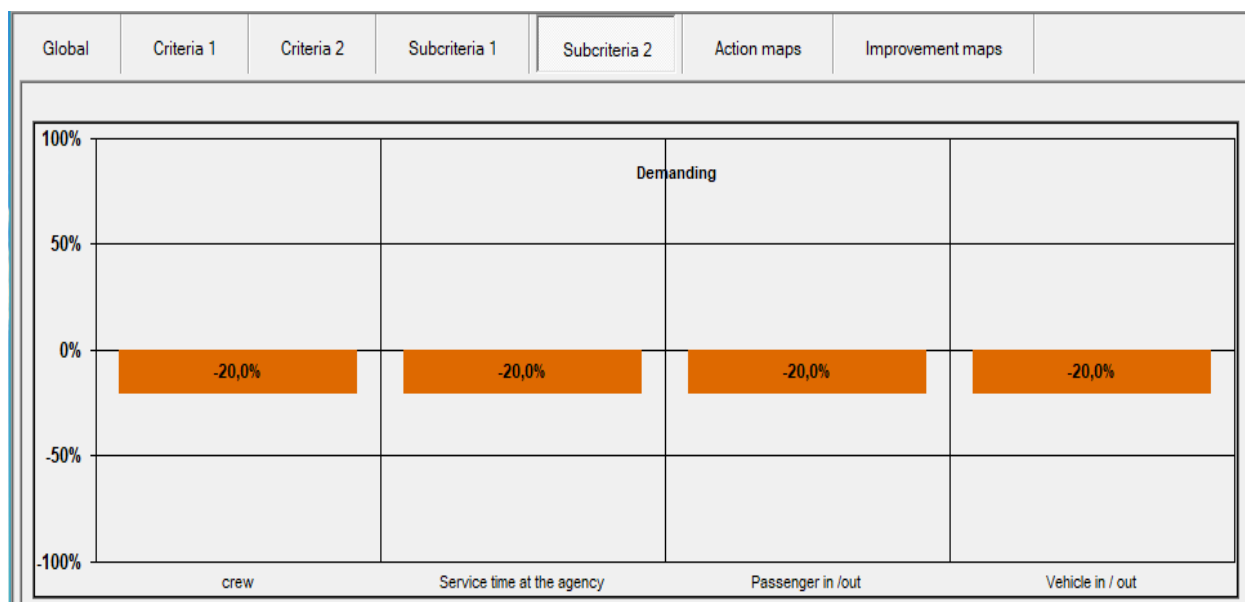 Global Criteria 1 Criteria 2 Subcriteria 1 Subcriteria 2 Action maps Improvement maps
100%
Demanding
50%
0%
-20,0% -20,0% -20,0% -20,0%
-50%
-100%
crew Service time at the agency Passenger in /out Vehicle in / out